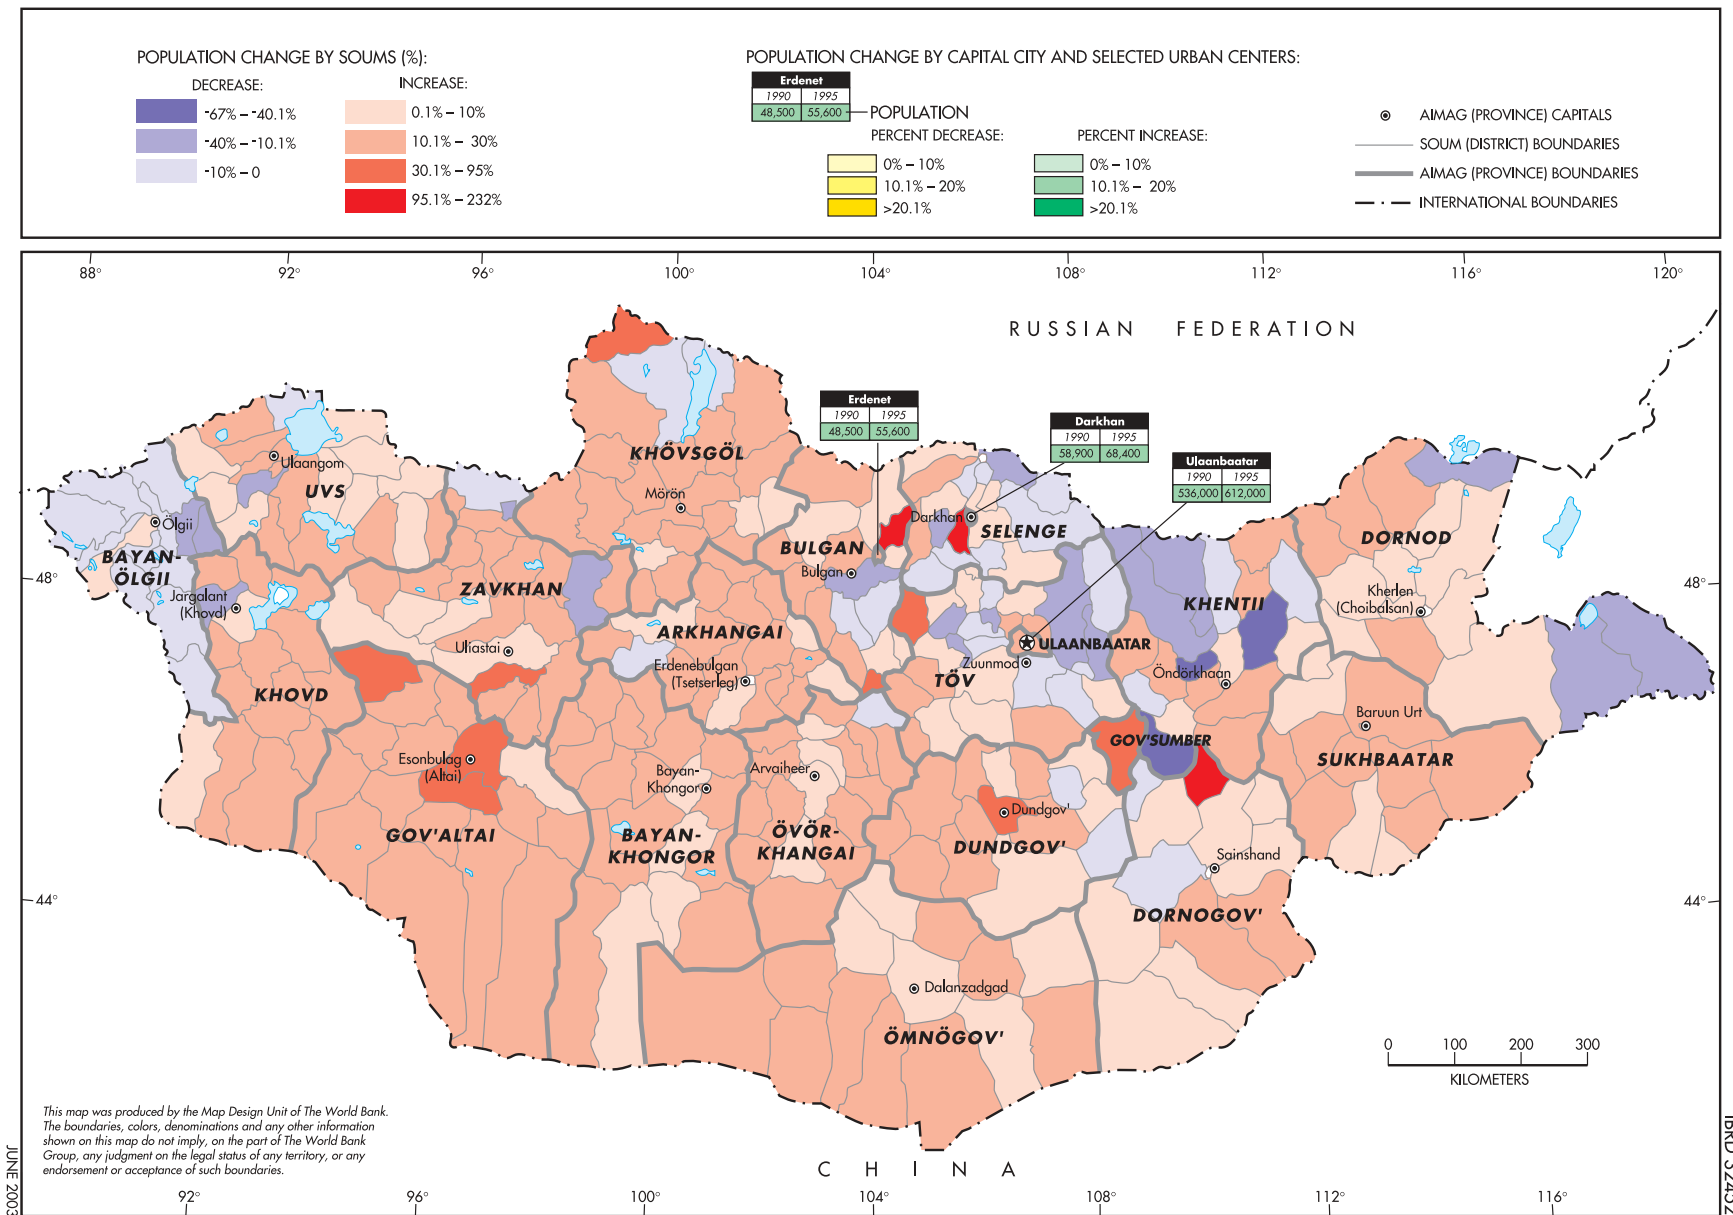 POPULATION CHANGE BY SOUMS (%):
DECREASE:
INCREASE:
-67% – -40.1%
-40% – -10.1%
-10% – 0
0.1% – 10%
10.1% – 30%
30.1% – 95%
95.1% – 232%
POPULATION CHANGE BY CAPITAL CITY AND SELECTED URBAN CENTERS:
Erdenet
1990 1995
48,500 55,600
POPULATION
PERCENT DECREASE:
0% – 10%
10.1% – 20%
>20.1%
PERCENT INCREASE:
0% – 10%
10.1% – 20%
>20.1%
AIMAG (PROVINCE) CAPITALS
SOUM (DISTRICT) BOUNDARIES
AIMAG (PROVINCE) BOUNDARIES
INTERNATIONAL BOUNDARIES
88° 92° 96° 100° 104° 108° 112° 116° 120°
RUSSIAN FEDERATION
Erdenet
1990 1995
48,500 55,600
Darkhan
1990 1995
58,900 68,400
Ulaanbaatar
1990 1995
536,000 612,000
Ulaangom
UVS
KHÖVSGÖL
Mörön
Ölgii
BAYAN-
ÖLGII
Darkhan
SELENGE
DORNOD
BULGAN
Bulgan
48°
48°
ZAVKHAN
Jargalant
(Khovd)
Kherlen
(Choibalsan)
KHENTII
ARKHANGAI
Uliastai
ULAANBAATAR
Erdenebulgan
(Tsetserleg)
Zuunmod
TÖV
Öndörkhaan
KHOVD
Baruun Urt
GOV'SUMBER
SUKHBAATAR
Esonbulag
(Altai)
Bayan-
Khongor
Arvaiheer
Dundgov'
GOV'ALTAI
BAYAN-
KHONGOR
ÖVÖR-
KHANGAI
DUNDGOV'
Sainshand
44°
44°
DORNOGOV'
Dalanzadgad
ÖMNÖGOV'
0 100 200 300
KILOMETERS
This map was produced by the Map Design Unit of The World Bank.
The boundaries, colors, denominations and any other information
shown on this map do not imply, on the part of The World Bank
Group, any judgment on the legal status of any territory, or any
endorsement or acceptance of such boundaries.
CHINA
92° 96° 100° 104° 108° 112° 116°
JUNE 2003
IBRD 32452